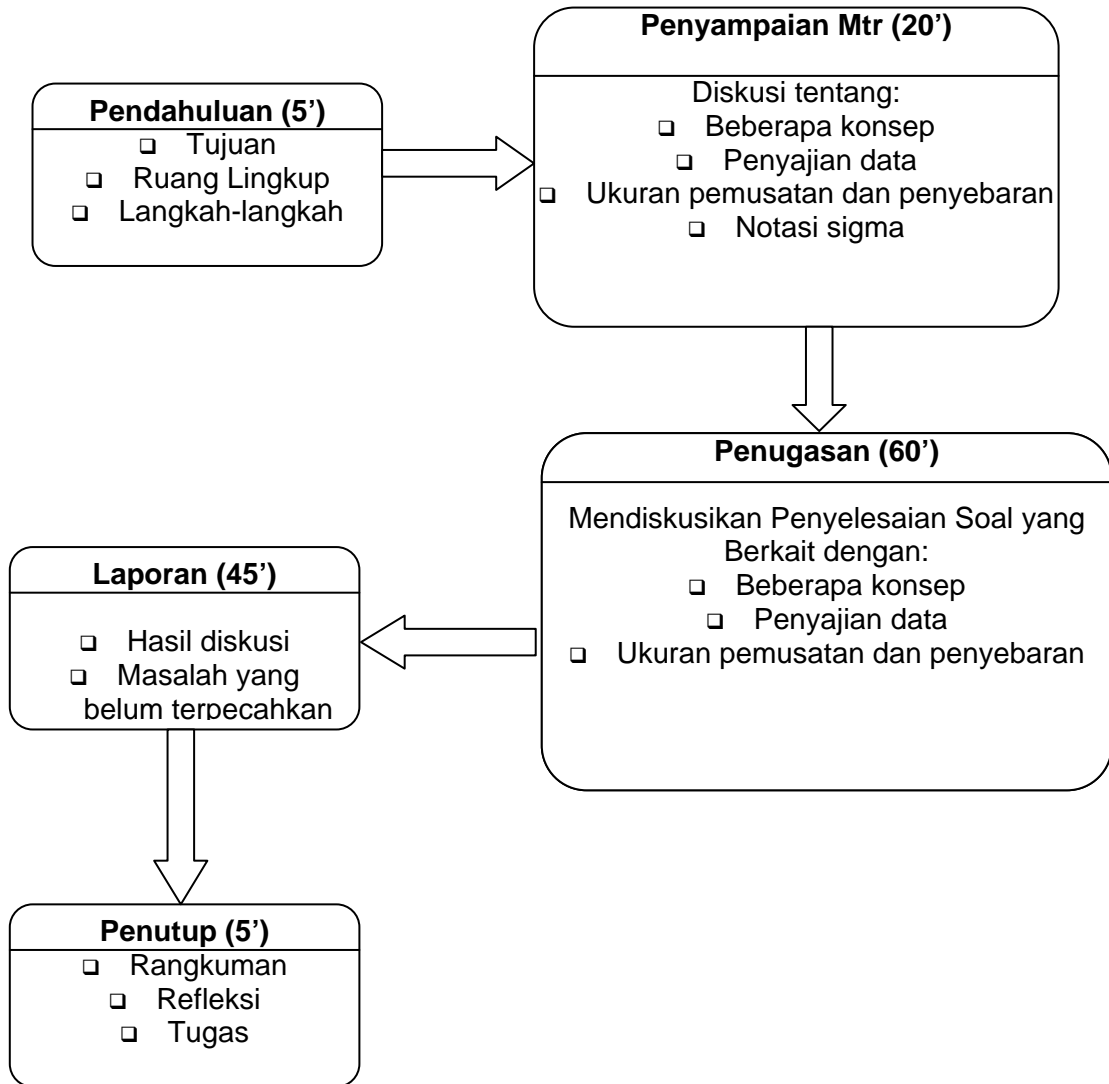 Pendahuluan (5’)
❑ Tujuan
❑ Ruang Lingkup
❑ Langkah-langkah
Penyampaian Mtr (20’)
Diskusi tentang:
❑ Beberapa konsep
❑ Penyajian data
❑ Ukuran pemusatan dan penyebaran
❑ Notasi sigma
Penugasan (60’)
Mendiskusikan Penyelesaian Soal yang
Berkait dengan:
❑ Beberapa konsep
❑ Penyajian data
❑ Ukuran pemusatan dan penyebaran
Laporan (45’)
❑ Hasil diskusi
❑ Masalah yang
belum terpecahkan
Penutup (5’)
❑ Rangkuman
❑ Refleksi
❑ Tugas